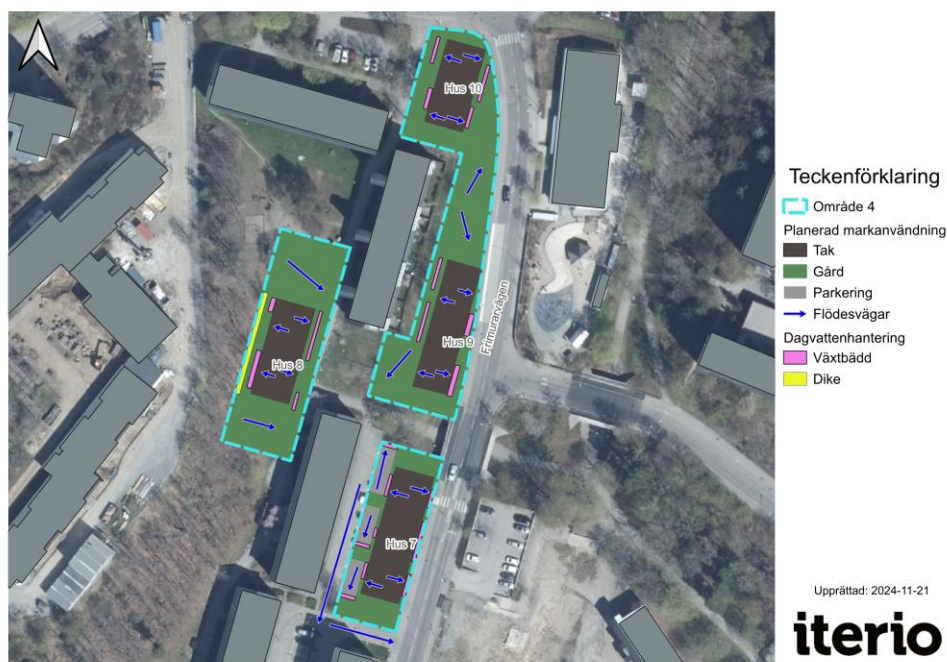 Hus 10
Hus 9
Frimurarvägen
Hus 8
Hus 7
Teckenförklaring
Område 4
Planerad markanvändning
Tak
Gård
Parkering
Flödesvägar
Dagvattenhantering
Växtbädd
Dike
Upprättad: 2024-11-21
iterio